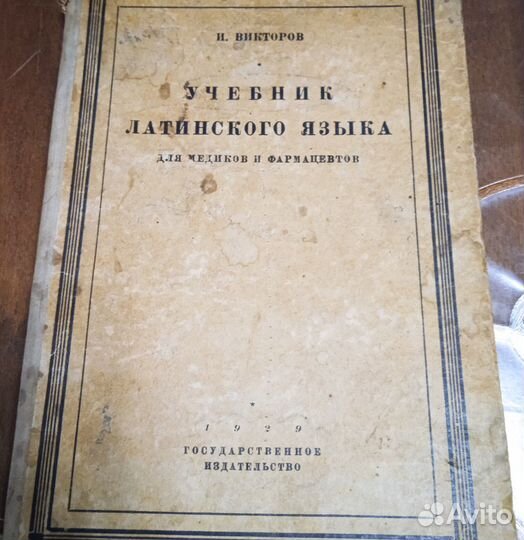 И. ВИКТОРОВ
УЧЕБНИК
ЛАТИНСКОГО ЯЗЫКА
ДЛЯ МЕДИКОВ И ФАРМАЦЕВТОВ
1929
ГОСУДАРСТВЕННОЕ
ИЗДАТЕЛЬСТВО
Avito